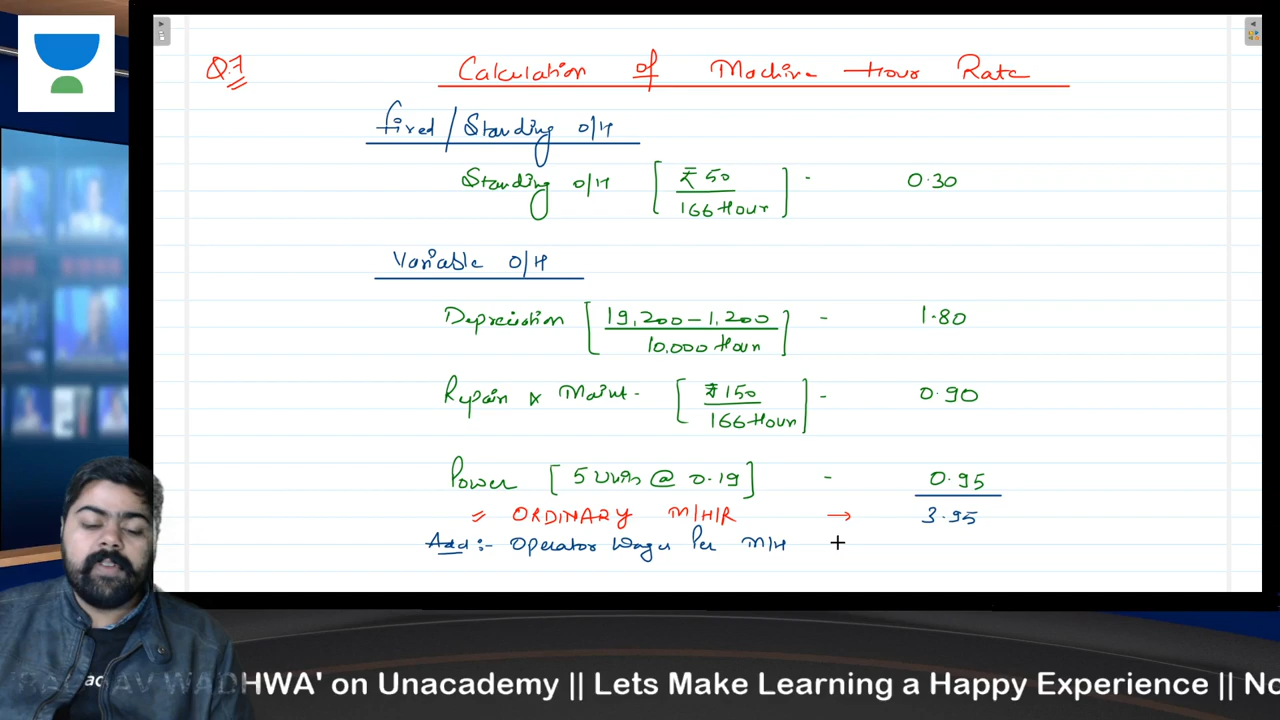 Q.7 Calculation of Machine Hour Rate
Fixed / Standing O/H
Standing O/H [₹ 50 / 166 Hour] - 0.30
Variable O/H
Depreciation [19,200 - 1,200 / 10,000 Hour] - 1.80
Repair & Maint. [₹ 150 / 166 Hour] - 0.90
Power [5 Units @ 0.19] - 0.95
= ORDINARY M/H/R → 3.95
Add :- Operator Wages Per M/H +
WADHWA' on Unacademy || Lets Make Learning a Happy Experience || No